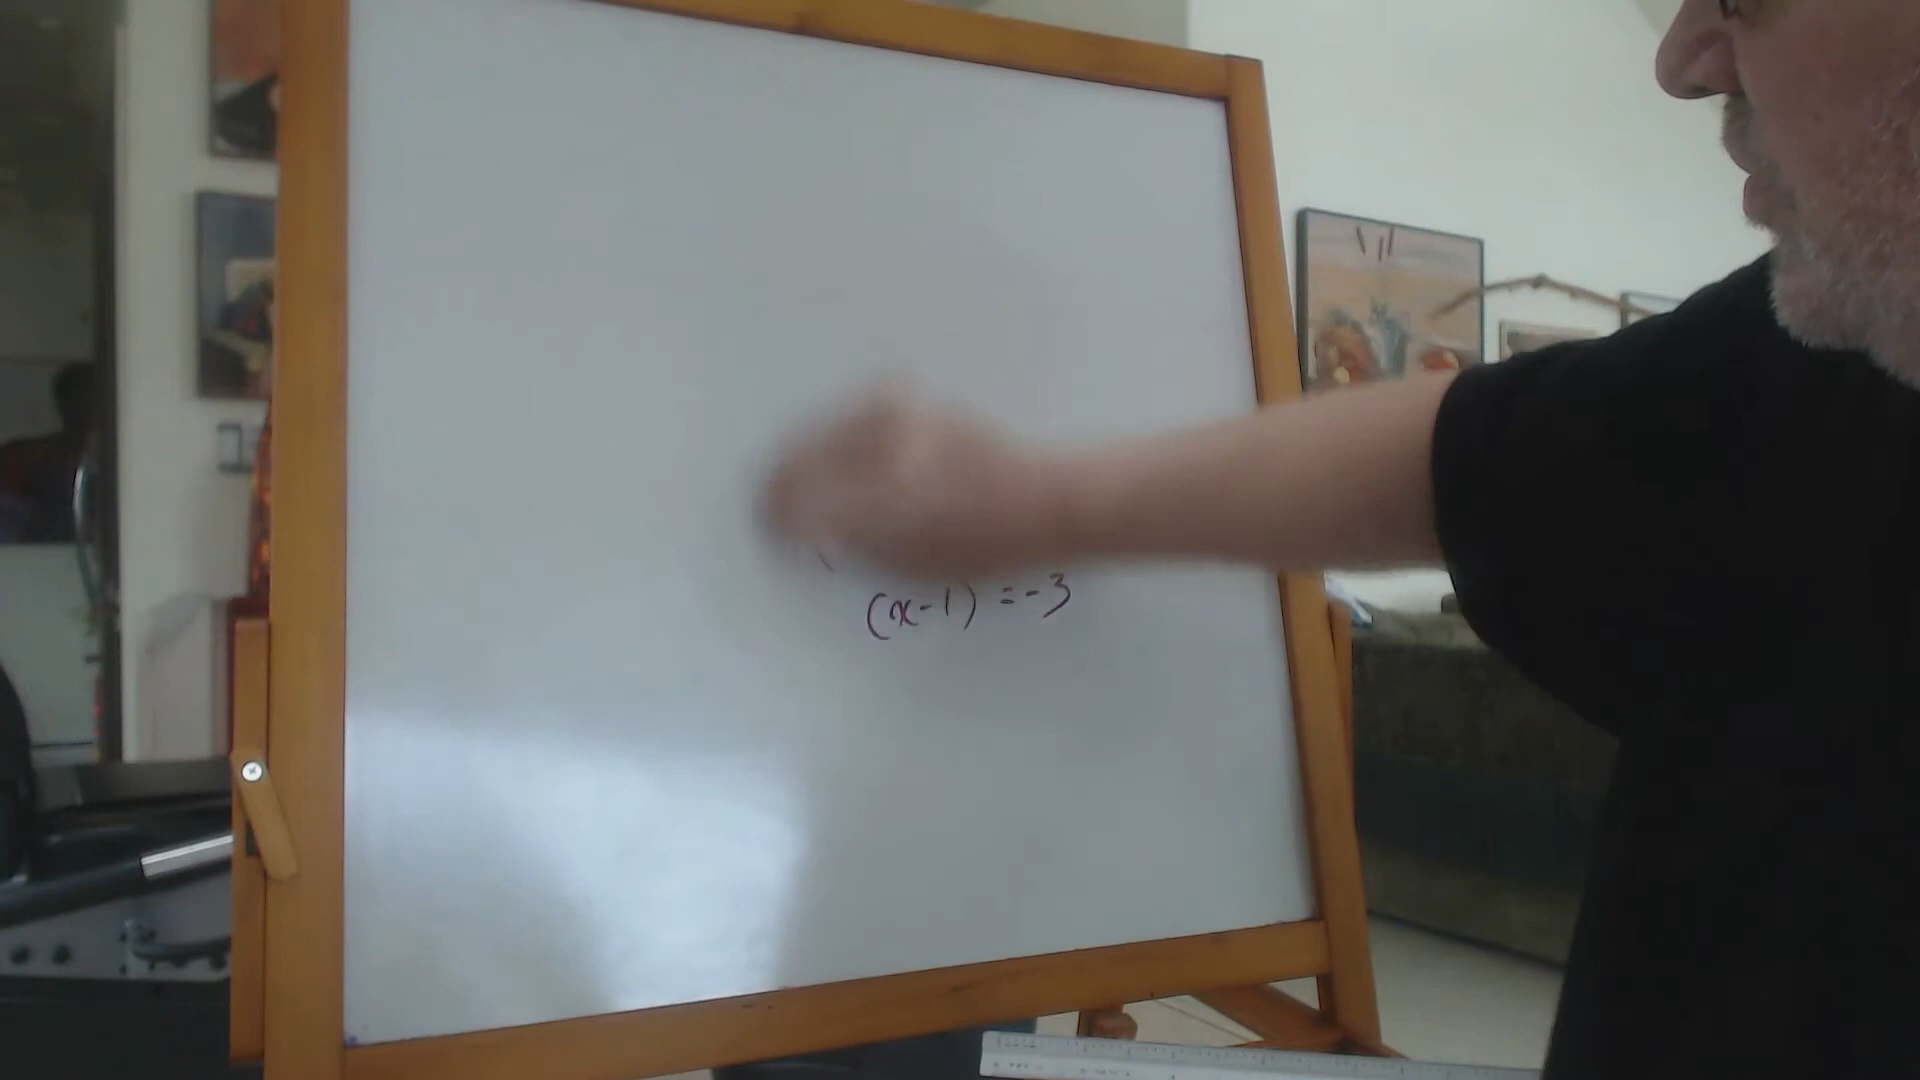 (x-1) = -3